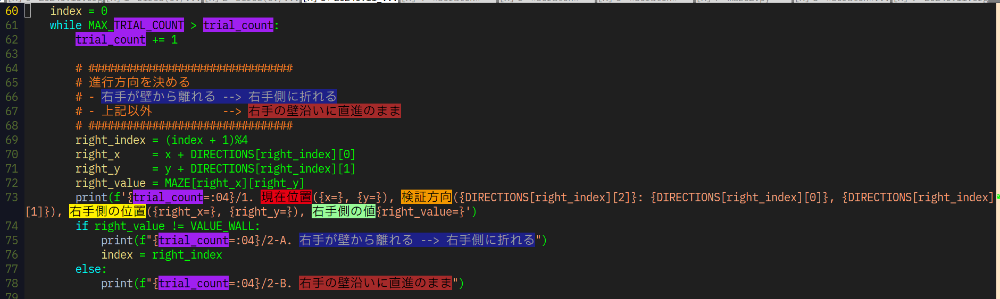 60 index = 0
61 while MAX_TRIAL_COUNT > trial_count:
62 trial_count += 1
63
64 # ################################
65 # 進行方向を決める
66 # - 右手が壁から離れる --> 右手側に折れる
67 # - 上記以外 --> 右手の壁沿いに直進のまま
68 # ################################
69 right_index = (index + 1)%4
70 right_x = x + DIRECTIONS[right_index][0]
71 right_y = y + DIRECTIONS[right_index][1]
72 right_value = MAZE[right_x][right_y]
73 print(f'{trial_count=:04}/1. 現在位置({x=}, {y=}), 検証方向({DIRECTIONS[right_index][2]}: {DIRECTIONS[right_index][0]}, {DIRECTIONS[right_index]
[1]}), 右手側の位置({right_x=}, {right_y=}), 右手側の値{right_value=}')
74 if right_value != VALUE_WALL:
75 print(f"{trial_count=:04}/2-A. 右手が壁から離れる --> 右手側に折れる")
76 index = right_index
77 else:
78 print(f"{trial_count=:04}/2-B. 右手の壁沿いに直進のまま")
79